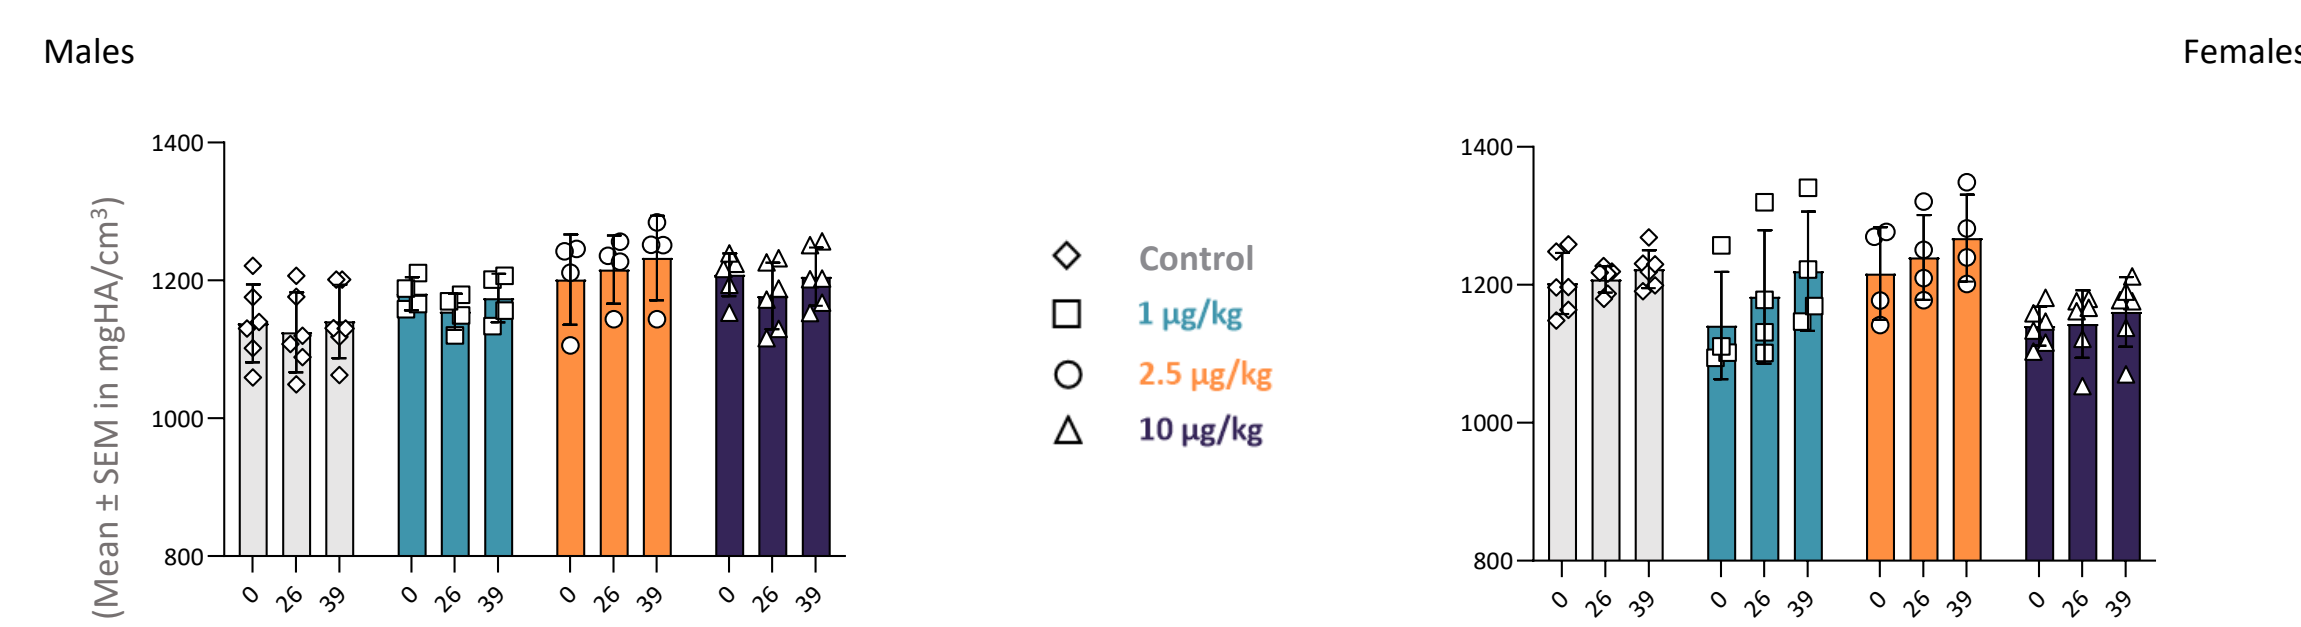 Males
Females
(Mean ± SEM in mgHA/cm³)
1400
1200
1000
800
0 26 39 0 26 39 0 26 39 0 26 39
Control
1 µg/kg
2.5 µg/kg
10 µg/kg
1400
1200
1000
800
0 26 39 0 26 39 0 26 39 0 26 39